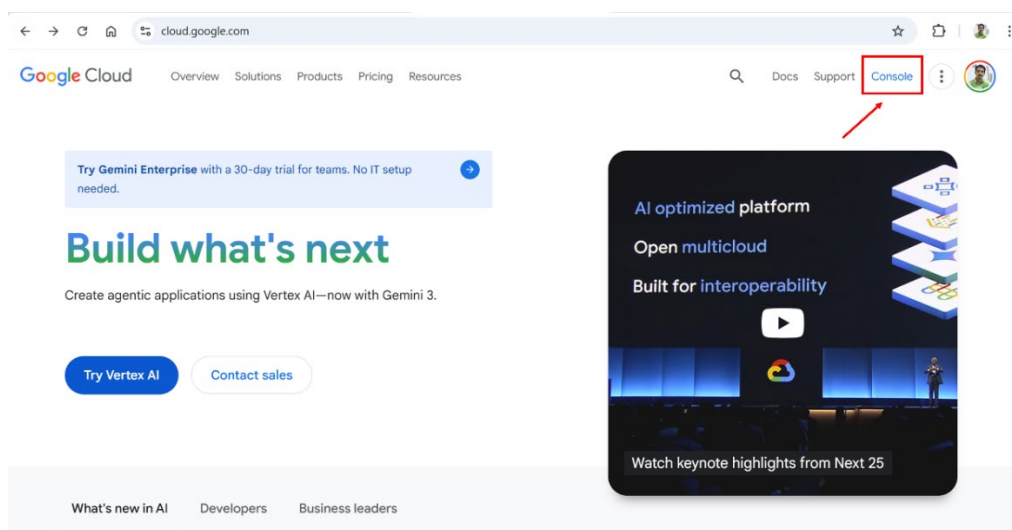 cloud.google.com
Google Cloud Overview Solutions Products Pricing Resources Docs Support Console
Try Gemini Enterprise with a 30-day trial for teams. No IT setup
needed.
Build what's next
Create agentic applications using Vertex AI—now with Gemini 3.
Try Vertex AI Contact sales
AI optimized platform
Open multicloud
Built for interoperability
Watch keynote highlights from Next 25
What's new in AI Developers Business leaders